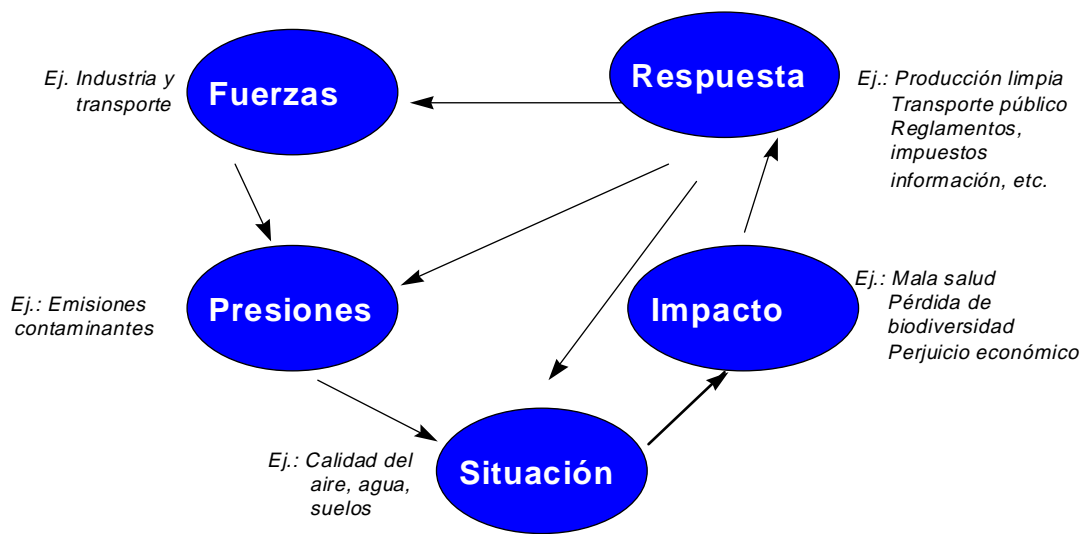 Ej. Industria y
transporte
Fuerzas
Respuesta
Ej.: Producción limpia
Transporte público
Reglamentos,
impuestos
información, etc.
Ej.: Emisiones
contaminantes
Presiones
Impacto
Ej.: Mala salud
Pérdida de
biodiversidad
Perjuicio económico
Ej.: Calidad del
aire, agua,
suelos
Situación